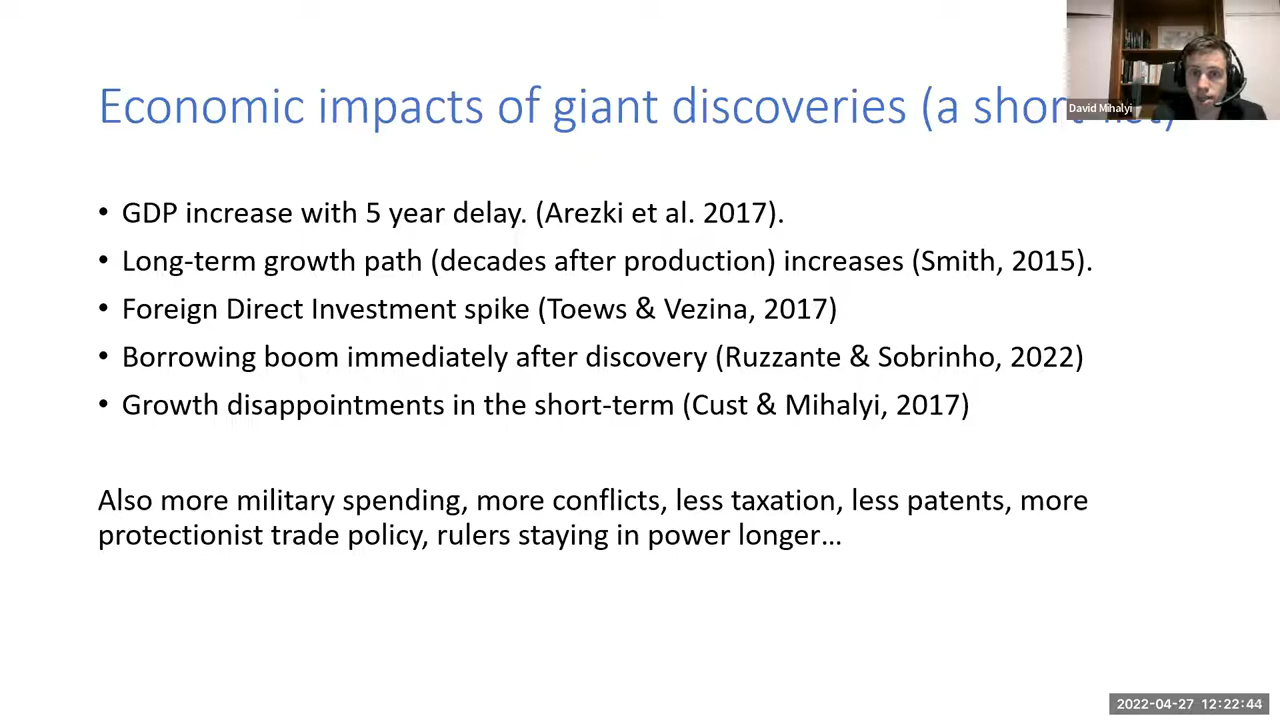 Economic impacts of giant discoveries (a short-list)
David Mihalyi
• GDP increase with 5 year delay. (Arezki et al. 2017).
• Long-term growth path (decades after production) increases (Smith, 2015).
• Foreign Direct Investment spike (Toews & Vezina, 2017)
• Borrowing boom immediately after discovery (Ruzzante & Sobrinho, 2022)
• Growth disappointments in the short-term (Cust & Mihalyi, 2017)
Also more military spending, more conflicts, less taxation, less patents, more
protectionist trade policy, rulers staying in power longer…
2022-04-27 12:22:44